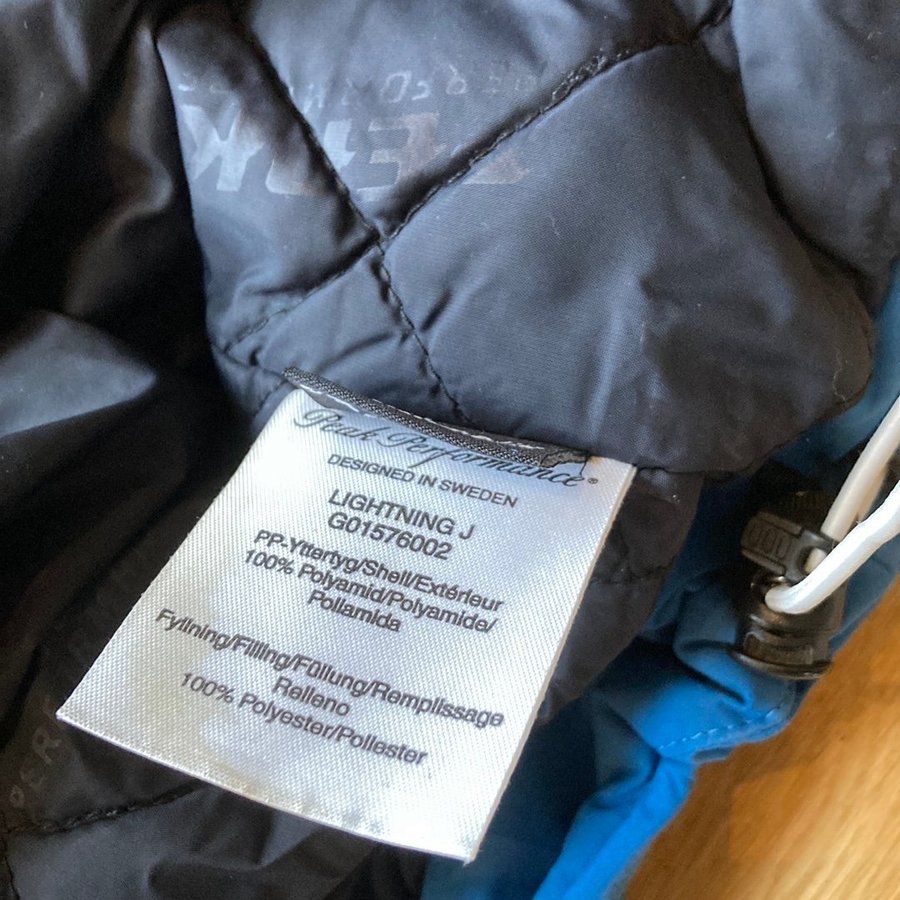 Peak Performance®
DESIGNED IN SWEDEN
LIGHTNING J
G01576002
PP-Yttertyg/Shell/Extérieur
100% Polyamid/Polyamide/
Poliamida
Fyllning/Filling/Füllung/Remplissage
Relleno
100% Polyester/Poliester